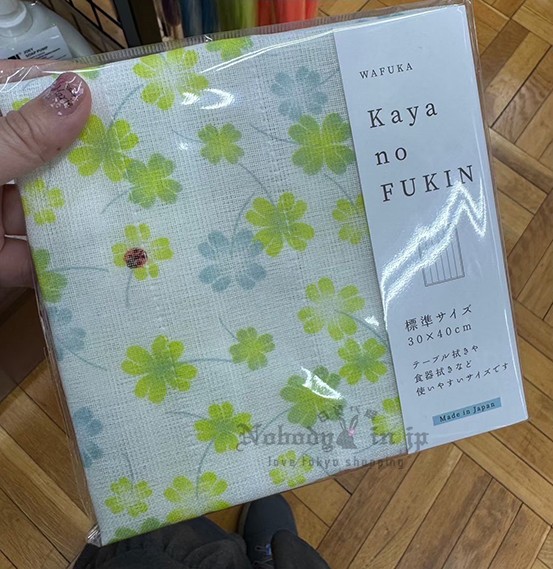 WAFUKA
Kaya
no
FUKIN
標準サイズ
30×40cm
テーブル拭きや
食器拭きなど
使いやすいサイズです
Made in Japan
Nobody in jp
love tokyo shopping